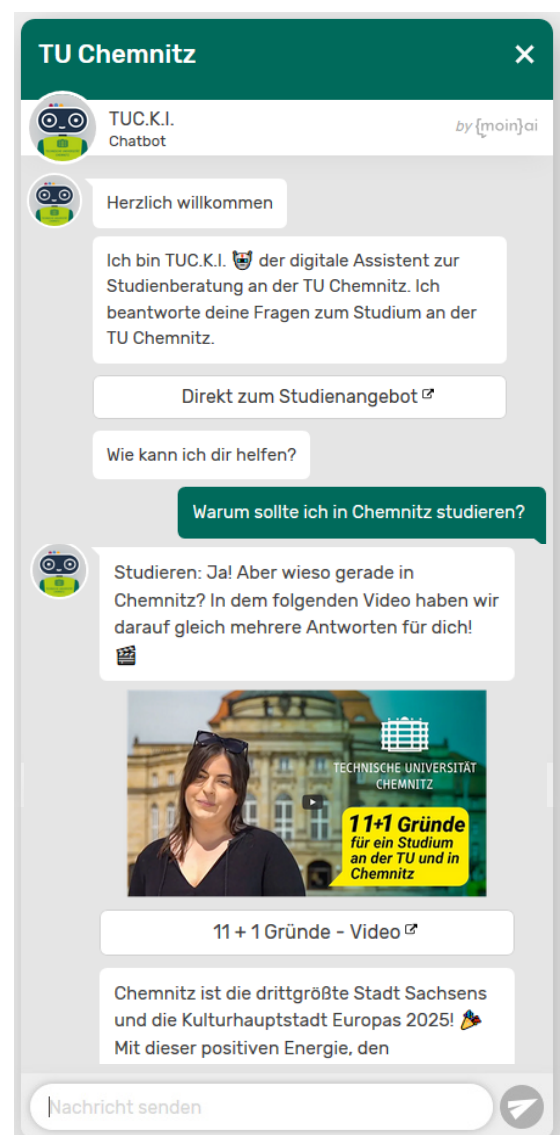 TU Chemnitz
TUC.K.I.
Chatbot
by {moin}ai
Herzlich willkommen
Ich bin TUC.K.I. 🤖 der digitale Assistent zur
Studienberatung an der TU Chemnitz. Ich
beantworte deine Fragen zum Studium an der
TU Chemnitz.
Direkt zum Studienangebot
Wie kann ich dir helfen?
Warum sollte ich in Chemnitz studieren?
Studieren: Ja! Aber wieso gerade in
Chemnitz? In dem folgenden Video haben wir
darauf gleich mehrere Antworten für dich!
🎬
TECHNISCHE UNIVERSITÄT
CHEMNITZ
11+1 Gründe
für ein Studium
an der TU und in
Chemnitz
11 + 1 Gründe - Video
Chemnitz ist die drittgrößte Stadt Sachsens
und die Kulturhauptstadt Europas 2025! 🎉
Mit dieser positiven Energie, den
Nachricht senden